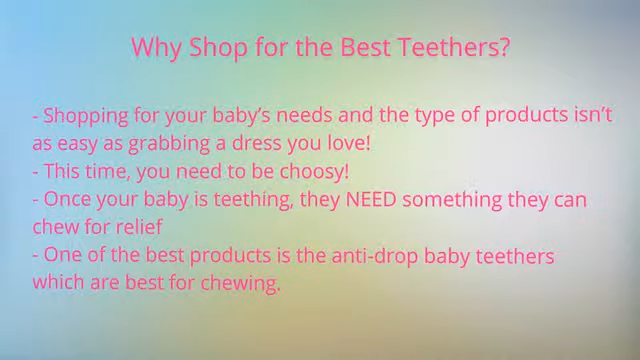 Why Shop for the Best Teethers?
- Shopping for your baby’s needs and the type of products isn’t
as easy as grabbing a dress you love!
- This time, you need to be choosy!
- Once your baby is teething, they NEED something they can
chew for relief
- One of the best products is the anti-drop baby teethers
which are best for chewing.